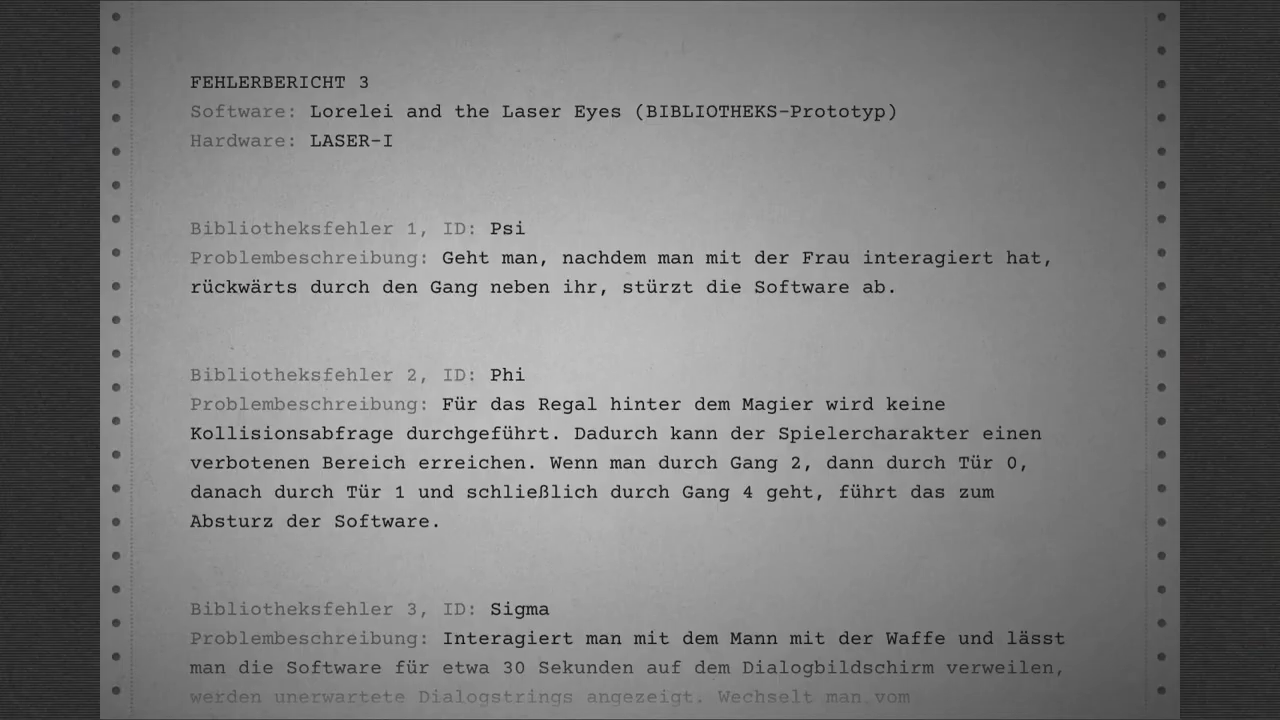 FEHLERBERICHT 3
Software: Lorelei and the Laser Eyes (BIBLIOTHEKS-Prototyp)
Hardware: LASER-I
Bibliotheksfehler 1, ID: Psi
Problembeschreibung: Geht man, nachdem man mit der Frau interagiert hat,
rückwärts durch den Gang neben ihr, stürzt die Software ab.
Bibliotheksfehler 2, ID: Phi
Problembeschreibung: Für das Regal hinter dem Magier wird keine
Kollisionsabfrage durchgeführt. Dadurch kann der Spielercharakter einen
verbotenen Bereich erreichen. Wenn man durch Gang 2, dann durch Tür 0,
danach durch Tür 1 und schließlich durch Gang 4 geht, führt das zum
Absturz der Software.
Bibliotheksfehler 3, ID: Sigma
Problembeschreibung: Interagiert man mit dem Mann mit der Waffe und lässt
man die Software für etwa 30 Sekunden auf dem Dialogbildschirm verweilen,
werden unerwartete Dialogstrings angezeigt. Wechselt man vom